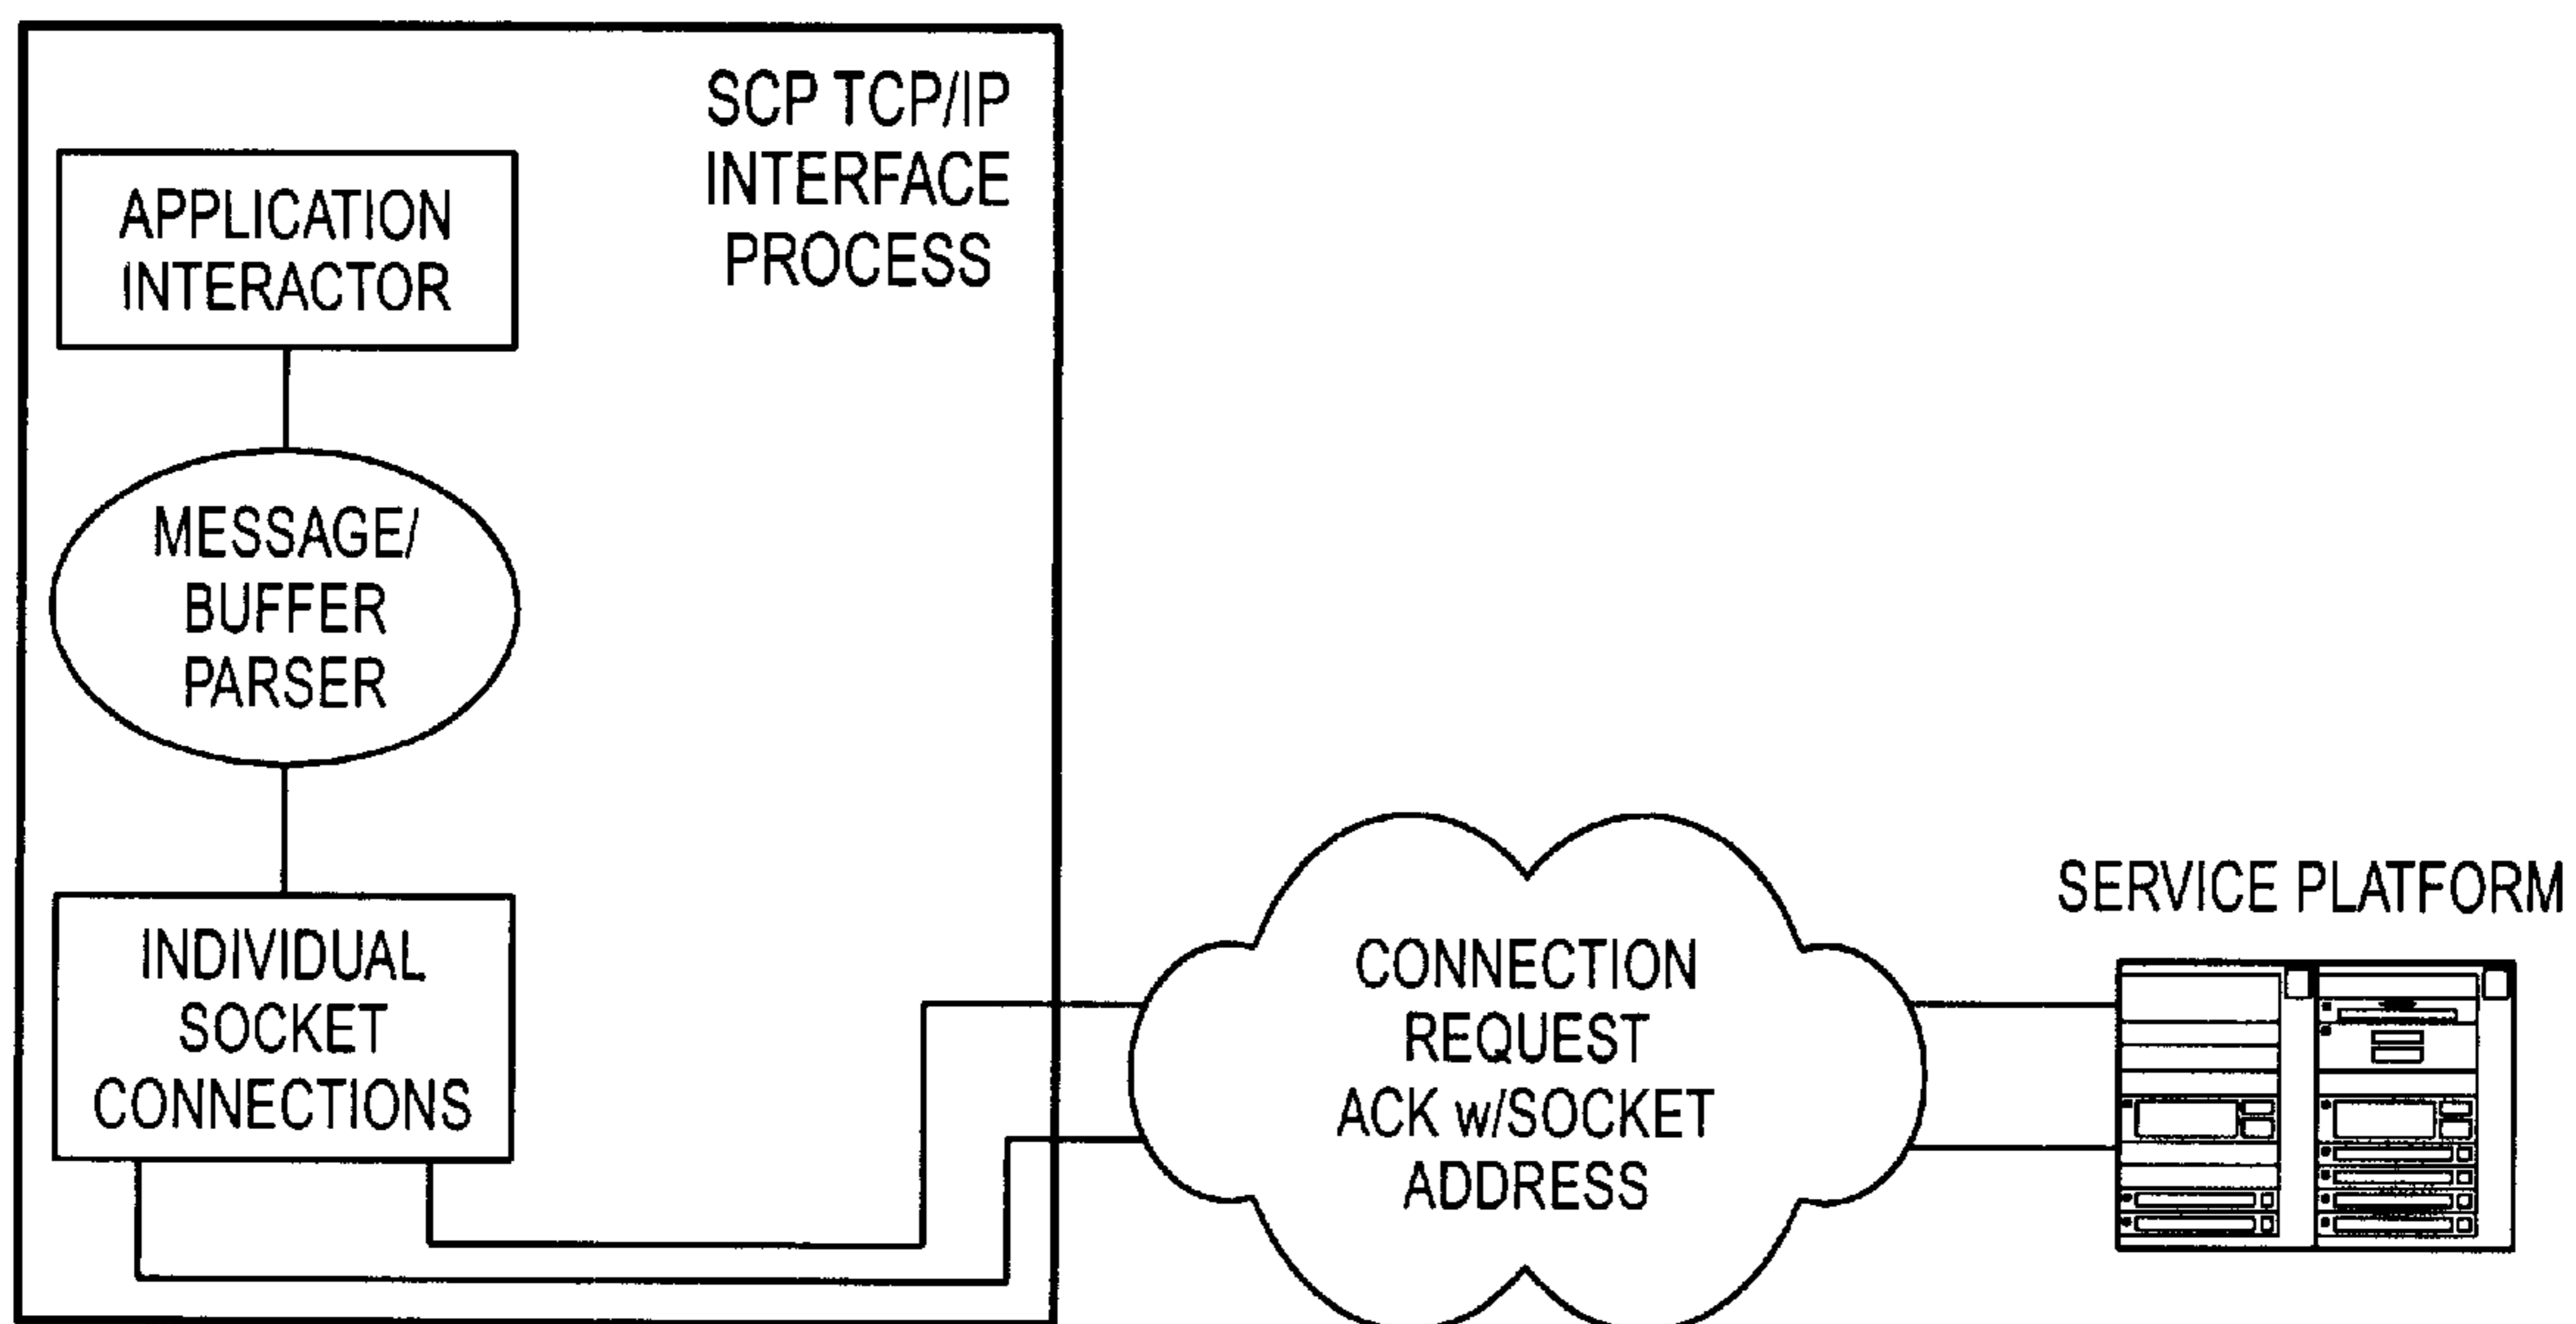 SCP TCP/IP
INTERFACE
PROCESS
APPLICATION
INTERACTOR
MESSAGE/
BUFFER
PARSER
INDIVIDUAL
SOCKET
CONNECTIONS
CONNECTION
REQUEST
ACK w/SOCKET
ADDRESS
SERVICE PLATFORM